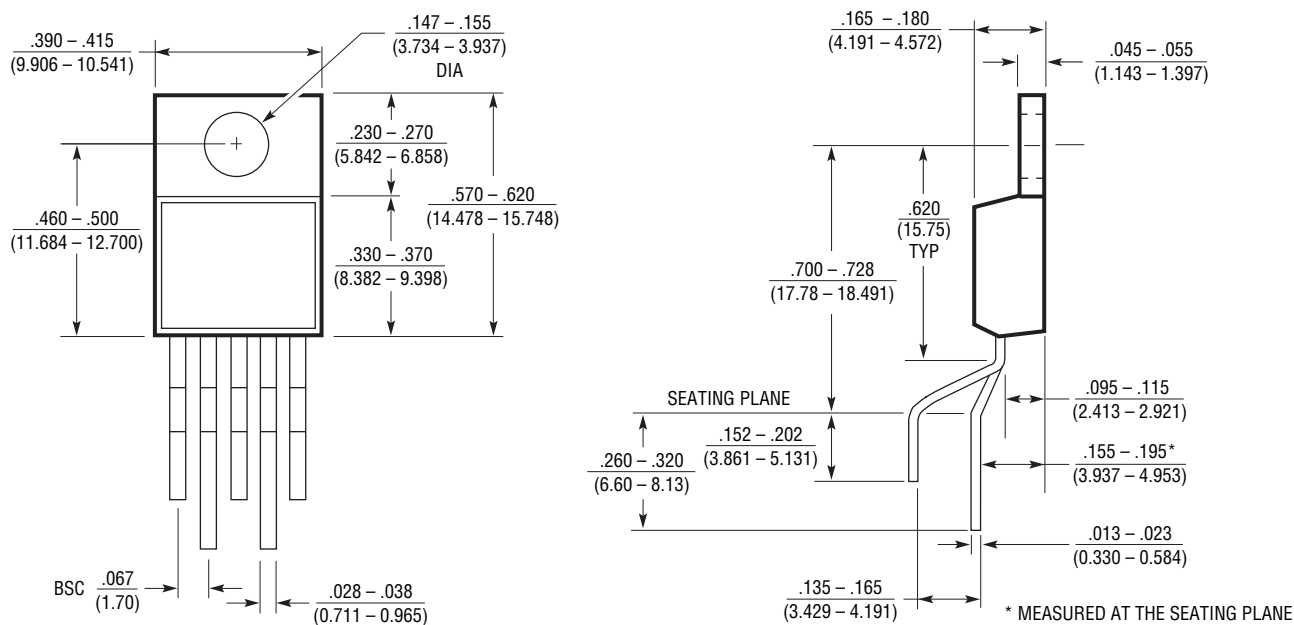 .390 – .415
(9.906 – 10.541)
.147 – .155
(3.734 – 3.937)
DIA
.230 – .270
(5.842 – 6.858)
.570 – .620
(14.478 – 15.748)
.460 – .500
(11.684 – 12.700)
.330 – .370
(8.382 – 9.398)
BSC
.067
(1.70)
.028 – .038
(0.711 – 0.965)
.165 – .180
(4.191 – 4.572)
.045 – .055
(1.143 – 1.397)
.620
(15.75)
TYP
.700 – .728
(17.78 – 18.491)
SEATING PLANE
.152 – .202
(3.861 – 5.131)
.260 – .320
(6.60 – 8.13)
.095 – .115
(2.413 – 2.921)
.155 – .195*
(3.937 – 4.953)
.013 – .023
(0.330 – 0.584)
.135 – .165
(3.429 – 4.191)
* MEASURED AT THE SEATING PLANE